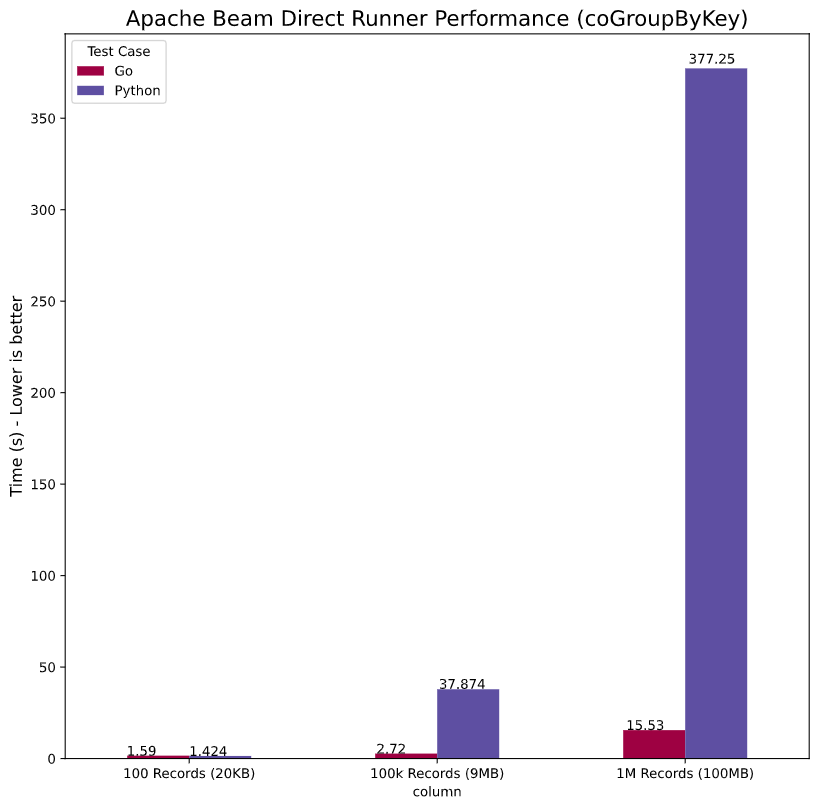 Apache Beam Direct Runner Performance (coGroupByKey)
Test Case
Go
Python
Time (s) - Lower is better
350
300
250
200
150
100
50
0
1.59
1.424
2.72
37.874
15.53
377.25
100 Records (20KB)
100k Records (9MB)
1M Records (100MB)
column